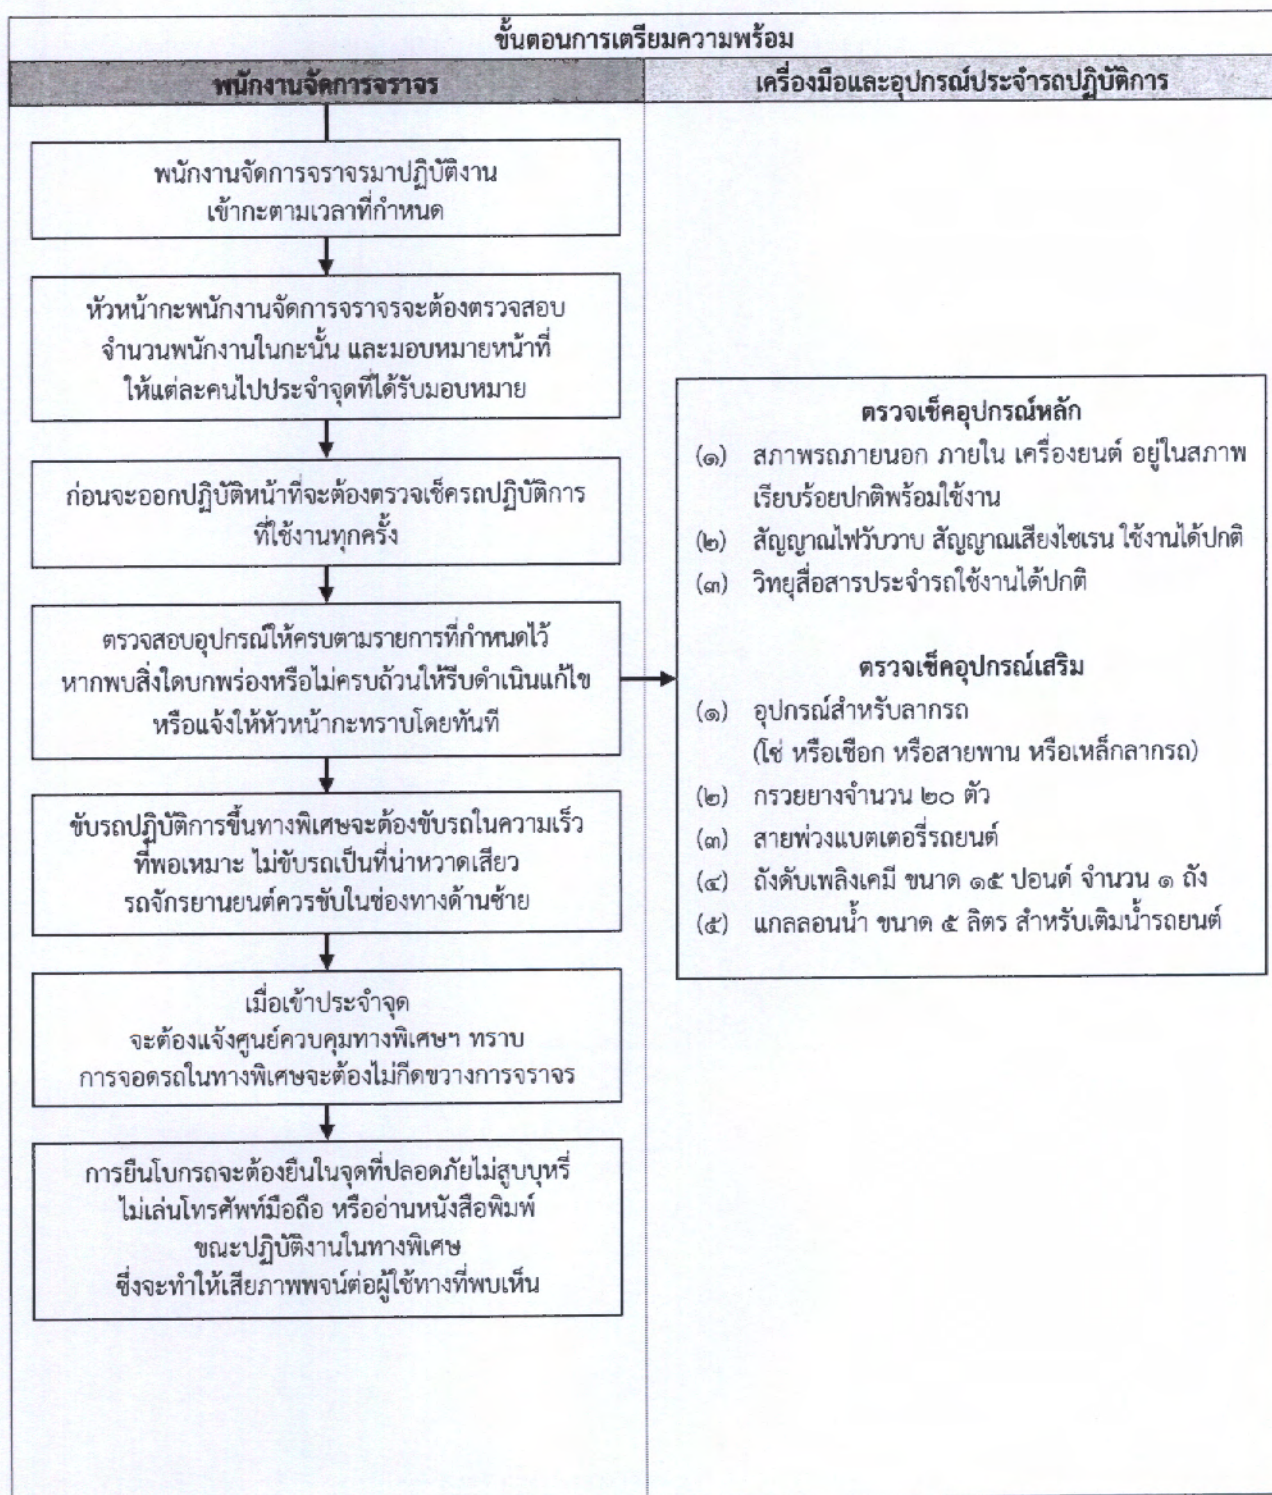 ขั้นตอนการเตรียมความพร้อม
พนักงานจัดการจราจร
เครื่องมือและอุปกรณ์ประจำรถปฏิบัติการ
พนักงานจัดการจราจรมาปฏิบัติงาน
เข้ากะตามเวลาที่กำหนด
หัวหน้ากะพนักงานจัดการจราจรจะต้องตรวจสอบ
จำนวนพนักงานในกะนั้น และมอบหมายหน้าที่
ให้แต่ละคนไปประจำจุดที่ได้รับมอบหมาย
ก่อนจะออกปฏิบัติหน้าที่จะต้องตรวจเช็ครถปฏิบัติการ
ที่ใช้งานทุกครั้ง
ตรวจสอบอุปกรณ์ให้ครบตามรายการที่กำหนดไว้
หากพบสิ่งใดบกพร่องหรือไม่ครบถ้วนให้รีบดำเนินแก้ไข
หรือแจ้งให้หัวหน้ากะทราบโดยทันที
ขับรถปฏิบัติการขึ้นทางพิเศษจะต้องขับรถในความเร็ว
ที่พอเหมาะ ไม่ขับรถเป็นที่น่าหวาดเสียว
รถจักรยานยนต์ควรขับในช่องทางด้านซ้าย
เมื่อเข้าประจำจุด
จะต้องแจ้งศูนย์ควบคุมทางพิเศษฯ ทราบ
การจอดรถในทางพิเศษจะต้องไม่กีดขวางการจราจร
การยืนโบกรถจะต้องยืนในจุดที่ปลอดภัยไม่สูบบุหรี่
ไม่เล่นโทรศัพท์มือถือ หรืออ่านหนังสือพิมพ์
ขณะปฏิบัติงานในทางพิเศษ
ซึ่งจะทำให้เสียภาพพจน์ต่อผู้ใช้ทางที่พบเห็น
ตรวจเช็คอุปกรณ์หลัก
(๑) สภาพรถภายนอก ภายใน เครื่องยนต์ อยู่ในสภาพ
เรียบร้อยปกติพร้อมใช้งาน
(๒) สัญญาณไฟวับวาบ สัญญาณเสียงไซเรน ใช้งานได้ปกติ
(๓) วิทยุสื่อสารประจำรถใช้งานได้ปกติ
ตรวจเช็คอุปกรณ์เสริม
(๑) อุปกรณ์สำหรับลากรถ
(โซ่ หรือเชือก หรือสายพาน หรือเหล็กลากรถ)
(๒) กรวยยางจำนวน ๒๐ ตัว
(๓) สายพ่วงแบตเตอรี่รถยนต์
(๔) ถังดับเพลิงเคมี ขนาด ๑๕ ปอนด์ จำนวน ๑ ถัง
(๕) แกลลอนน้ำ ขนาด ๕ ลิตร สำหรับเติมน้ำรถยนต์